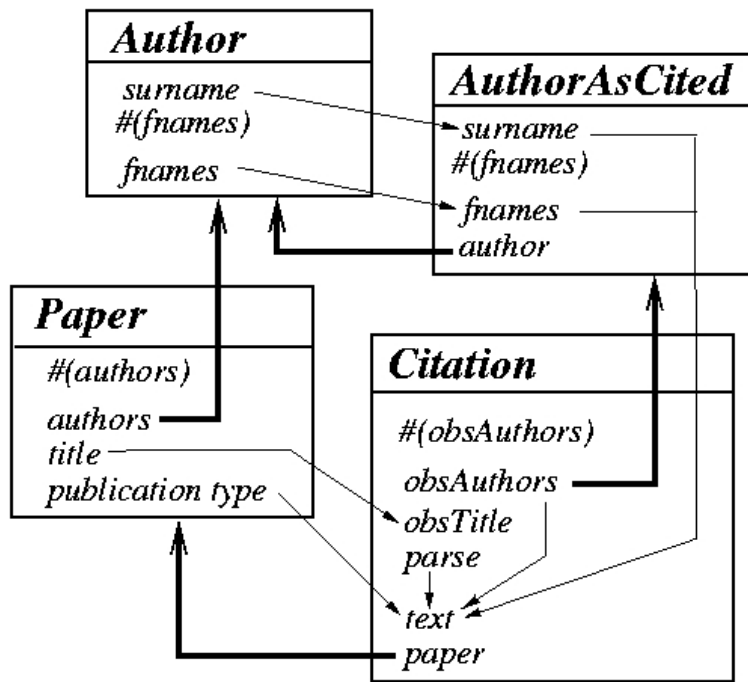 Author
surname
#(fnames)
fnames
AuthorAsCited
surname
#(fnames)
fnames
author
Paper
#(authors)
authors
title
publication type
Citation
#(obsAuthors)
obsAuthors
obsTitle
parse
text
paper